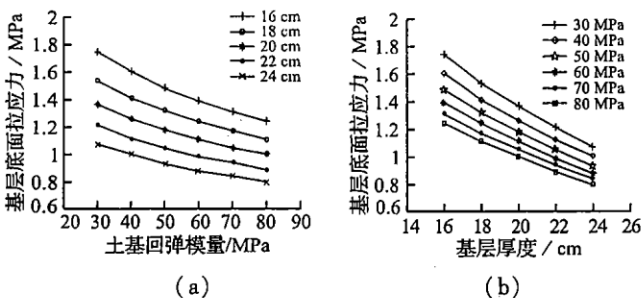 基层底面拉应力 / MPa
2
1.8
1.6
1.4
1.2
1
0.8
0.6
20 30 40 50 60 70 80 90
土基回弹模量/MPa
16 cm
18 cm
20 cm
22 cm
24 cm
(a)
基层底面拉应力 / MPa
2
1.8
1.6
1.4
1.2
1
0.8
0.6
14 16 18 20 22 24 26
基层厚度 / cm
30 MPa
40 MPa
50 MPa
60 MPa
70 MPa
80 MPa
(b)